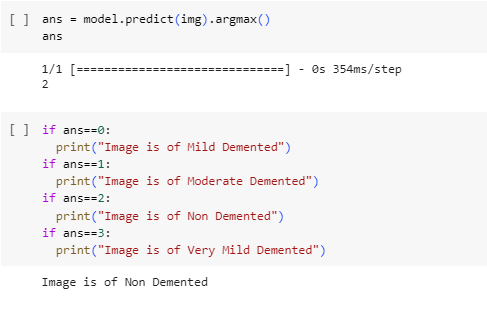 [ ] ans = model.predict(img).argmax()
ans
1/1 [==============================] - 0s 354ms/step
2
[ ] if ans==0:
print("Image is of Mild Demented")
if ans==1:
print("Image is of Moderate Demented")
if ans==2:
print("Image is of Non Demented")
if ans==3:
print("Image is of Very Mild Demented")
Image is of Non Demented